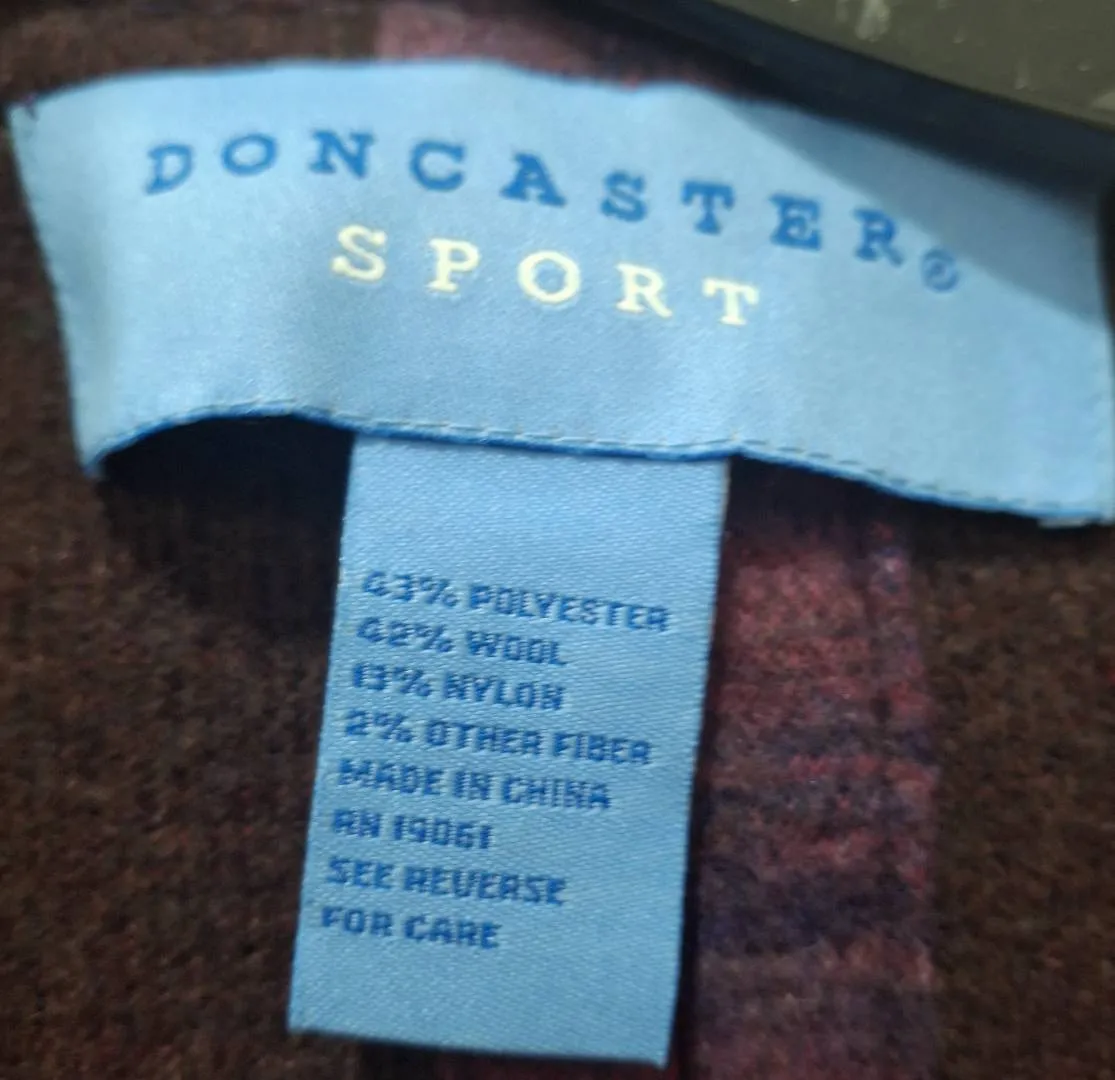 DONCASTER®
SPORT
43% POLYESTER
42% WOOL
13% NYLON
2% OTHER FIBER
MADE IN CHINA
RN 19061
SEE REVERSE
FOR CARE